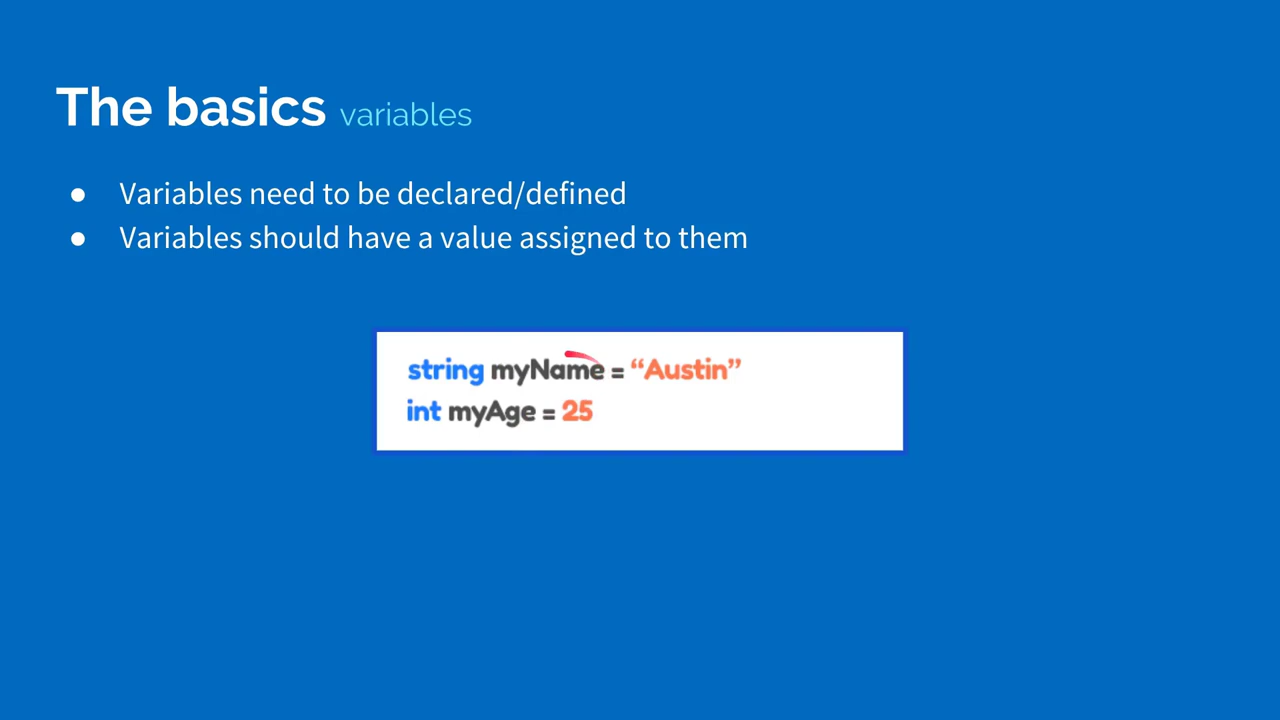 The basics variables
● Variables need to be declared/defined
● Variables should have a value assigned to them
string myName = “Austin”
int myAge = 25